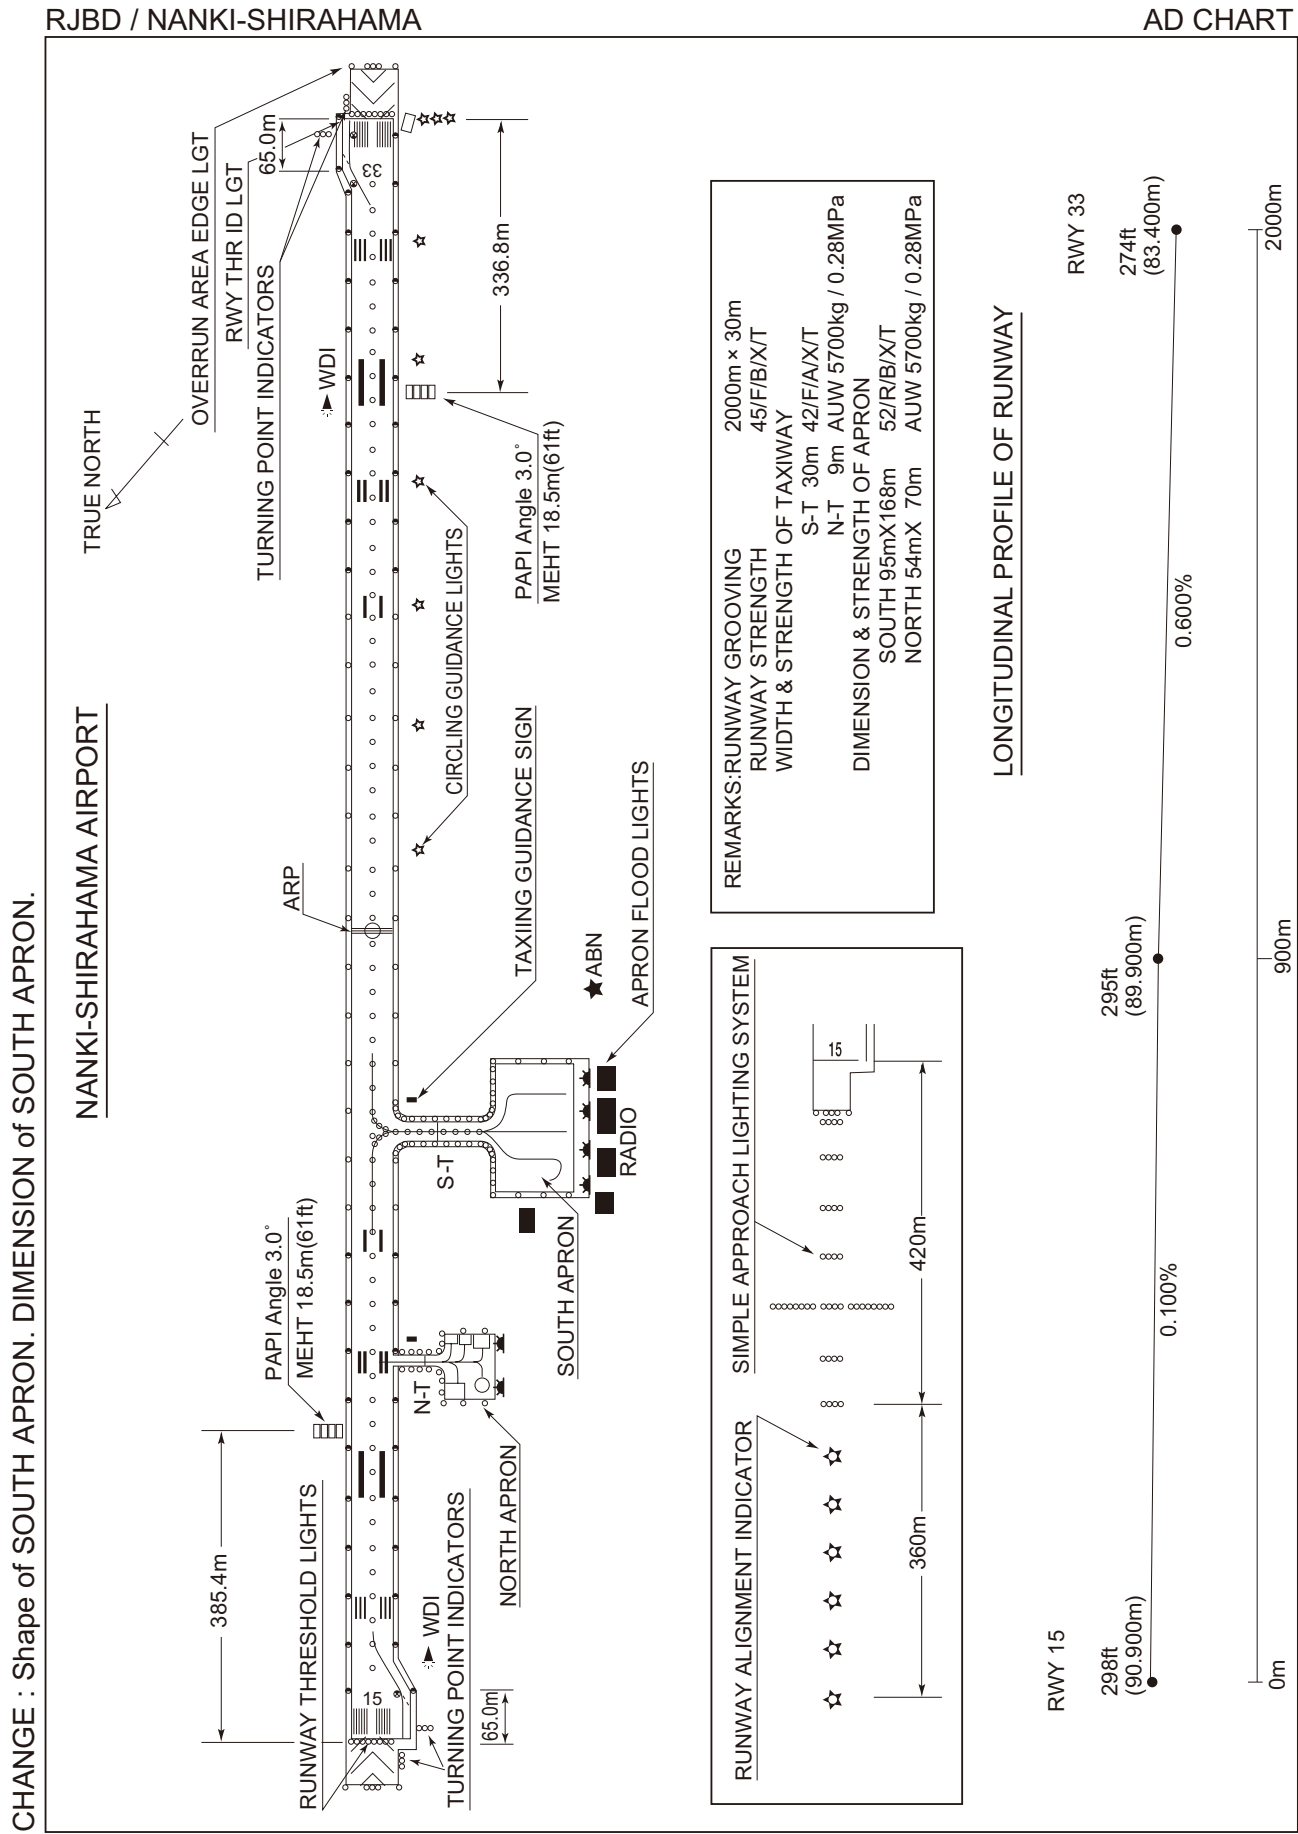 RJBD / NANKI-SHIRAHAMA
AD CHART
CHANGE : Shape of SOUTH APRON. DIMENSION of SOUTH APRON.
NANKI-SHIRAHAMA AIRPORT
TRUE NORTH
OVERRUN AREA EDGE LGT
RWY THR ID LGT
TURNING POINT INDICATORS
65.0m
33
336.8m
WDI
PAPI Angle 3.0°
MEHT 18.5m(61ft)
CIRCLING GUIDANCE LIGHTS
ARP
TAXIING GUIDANCE SIGN
ABN
APRON FLOOD LIGHTS
RADIO
S-T
SOUTH APRON
PAPI Angle 3.0°
MEHT 18.5m(61ft)
N-T
NORTH APRON
385.4m
RUNWAY THRESHOLD LIGHTS
15
WDI
TURNING POINT INDICATORS
65.0m
REMARKS:RUNWAY GROOVING 2000m × 30m
RUNWAY STRENGTH 45/F/B/X/T
WIDTH & STRENGTH OF TAXIWAY
S-T 30m 42/F/A/X/T
N-T 9m AUW 5700kg / 0.28MPa
DIMENSION & STRENGTH OF APRON
SOUTH 95mX168m 52/R/B/X/T
NORTH 54mX 70m AUW 5700kg / 0.28MPa
SIMPLE APPROACH LIGHTING SYSTEM
15
420m
RUNWAY ALIGNMENT INDICATOR
360m
LONGITUDINAL PROFILE OF RUNWAY
RWY 15
298ft
(90.900m)
0.100%
295ft
(89.900m)
0.600%
RWY 33
274ft
(83.400m)
0m
900m
2000m